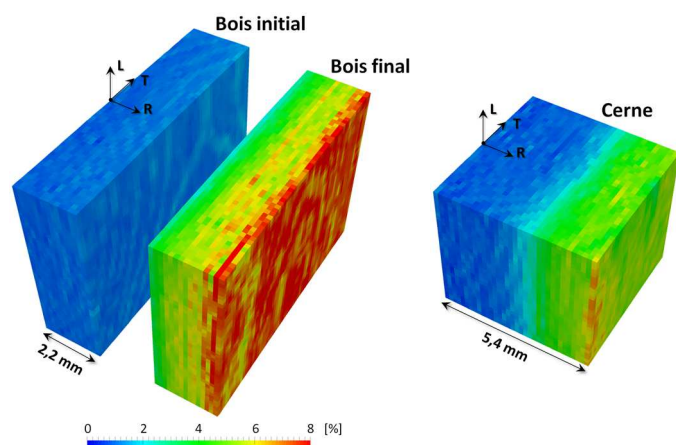 Bois initial
L
T
R
Bois final
Cerne
L
T
R
2,2 mm
5,4 mm
0 2 4 6 8 [%]